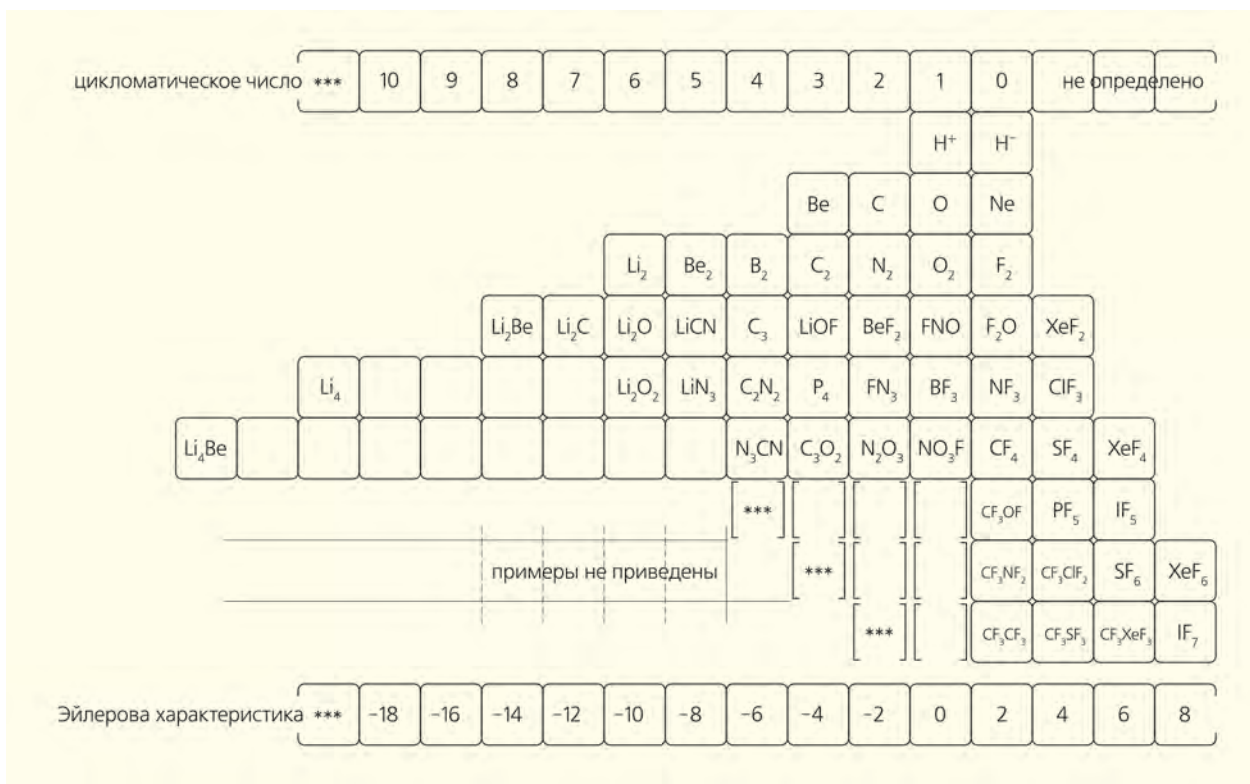 цикломатическое число *** 10 9 8 7 6 5 4 3 2 1 0 не определено
H⁺ H⁻
Be C O Ne
Li₂ Be₂ B₂ C₂ N₂ O₂ F₂
Li₂Be Li₂C Li₂O LiCN C₃ LiOF BeF₂ FNO F₂O XeF₂
Li₄ Li₂O₂ LiN₃ C₂N₂ P₄ FN₃ BF₃ NF₃ ClF₃
Li₄Be N₃CN C₃O₂ N₂O₃ NO₃F CF₄ SF₄ XeF₄
*** CF₃OF PF₅ IF₅
примеры не приведены *** CF₃NF₂ CF₃ClF₂ SF₆ XeF₆
*** CF₃CF₃ CF₃SF₃ CF₃XeF₃ IF₇
Эйлерова характеристика *** −18 −16 −14 −12 −10 −8 −6 −4 −2 0 2 4 6 8